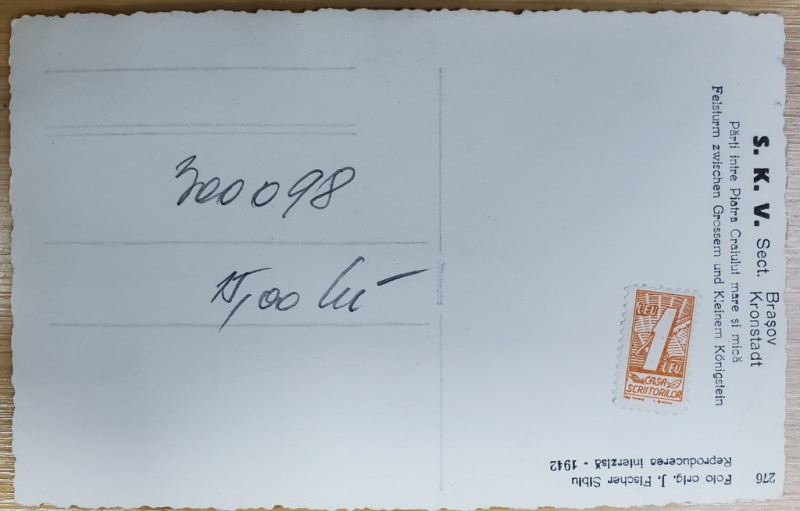 S. K. V. Sect. Brașov
Kronstadt
Părți între Piatra Craiului mare și mică
Felsturm zwischen Grossem und Kleinem Königstein
300098
15,00 lei
LEU
1
LEU.
CASA
SCRIITORILOR
276
Foto orig. J. Fischer Sibiu
Reproducerea interzisă - 1942